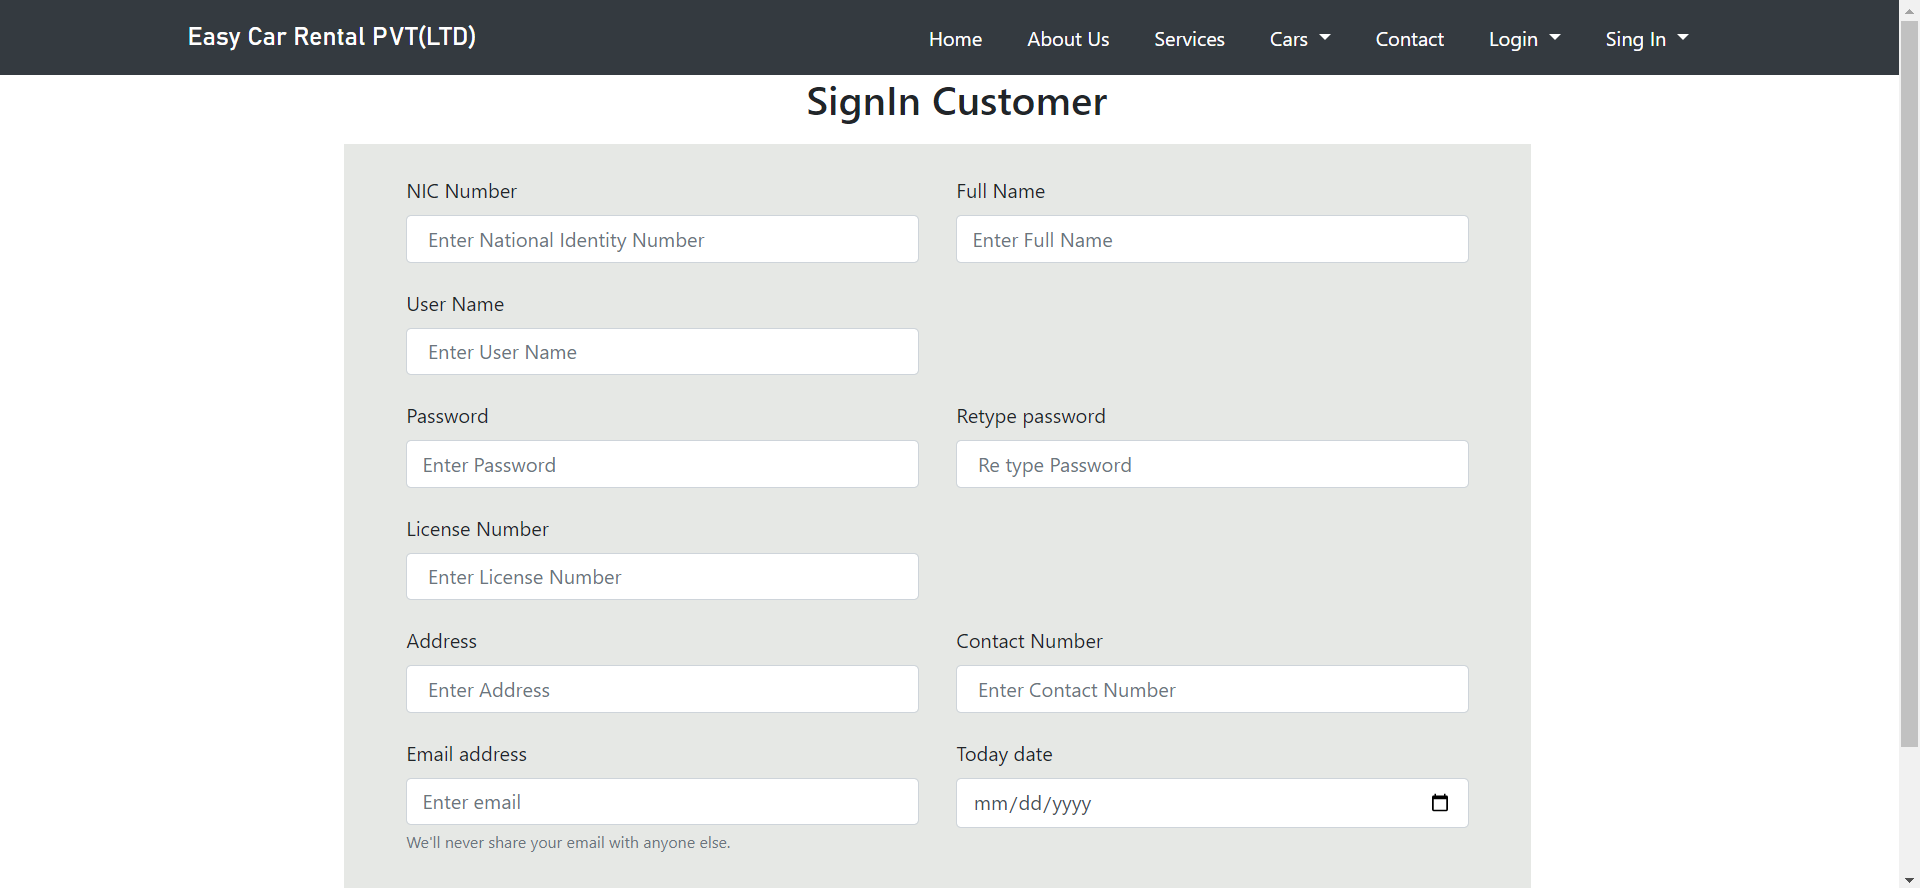 Easy Car Rental PVT(LTD) Home About Us Services Cars Contact Login Sing In
SignIn Customer
NIC Number Full Name
Enter National Identity Number Enter Full Name
User Name
Enter User Name
Password Retype password
Enter Password Re type Password
License Number
Enter License Number
Address Contact Number
Enter Address Enter Contact Number
Email address Today date
Enter email mm/dd/yyyy
We'll never share your email with anyone else.